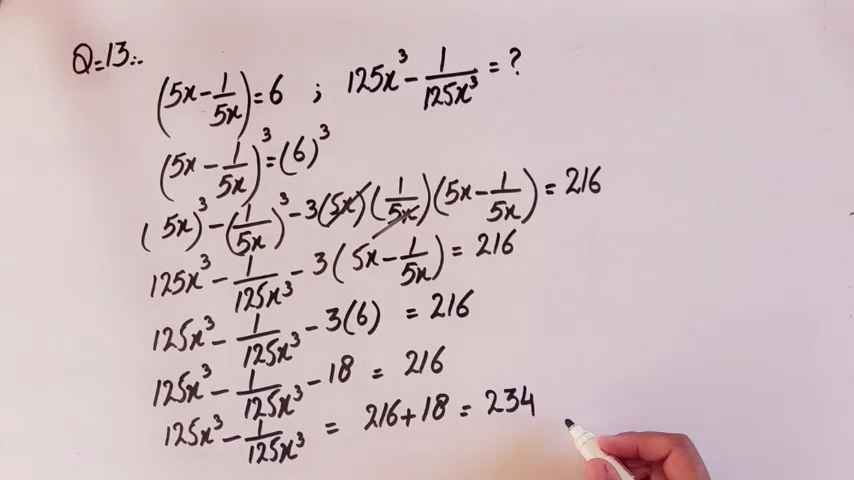 Q=13:.
(5x - 1/5x) = 6 ; 125x³ - 1/125x³ = ?
(5x - 1/5x)³ = (6)³
(5x)³ - (1/5x)³ - 3(5x)(1/5x)(5x - 1/5x) = 216
125x³ - 1/125x³ - 3(5x - 1/5x) = 216
125x³ - 1/125x³ - 3(6) = 216
125x³ - 1/125x³ - 18 = 216
125x³ - 1/125x³ = 216 + 18 = 234